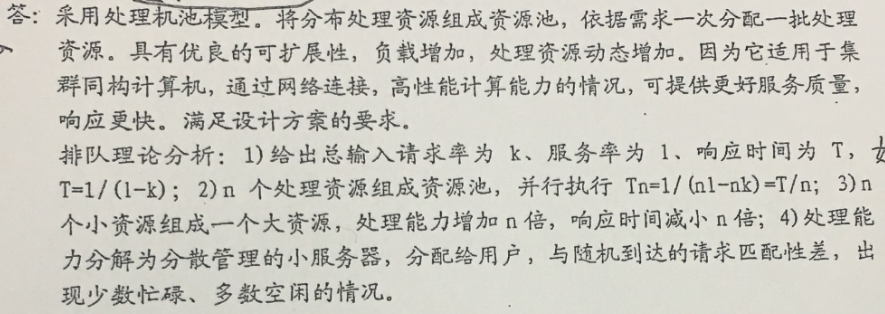 答：采用处理机池模型。将分布处理资源组成资源池，依据需求一次分配一批处理
资源。具有优良的可扩展性，负载增加，处理资源动态增加。因为它适用于集
群同构计算机，通过网络连接，高性能计算能力的情况，可提供更好服务质量，
响应更快。满足设计方案的要求。
排队理论分析：1)给出总输入请求率为 k、服务率为 l、响应时间为 T，
T=1/(l-k)；2)n 个处理资源组成资源池，并行执行 Tn=1/(nl-nk)=T/n；3)n
个小资源组成一个大资源，处理能力增加 n 倍，响应时间减小 n 倍；4)处理能
力分解为分散管理的小服务器，分配给用户，与随机到达的请求匹配性差，出
现少数忙碌、多数空闲的情况。